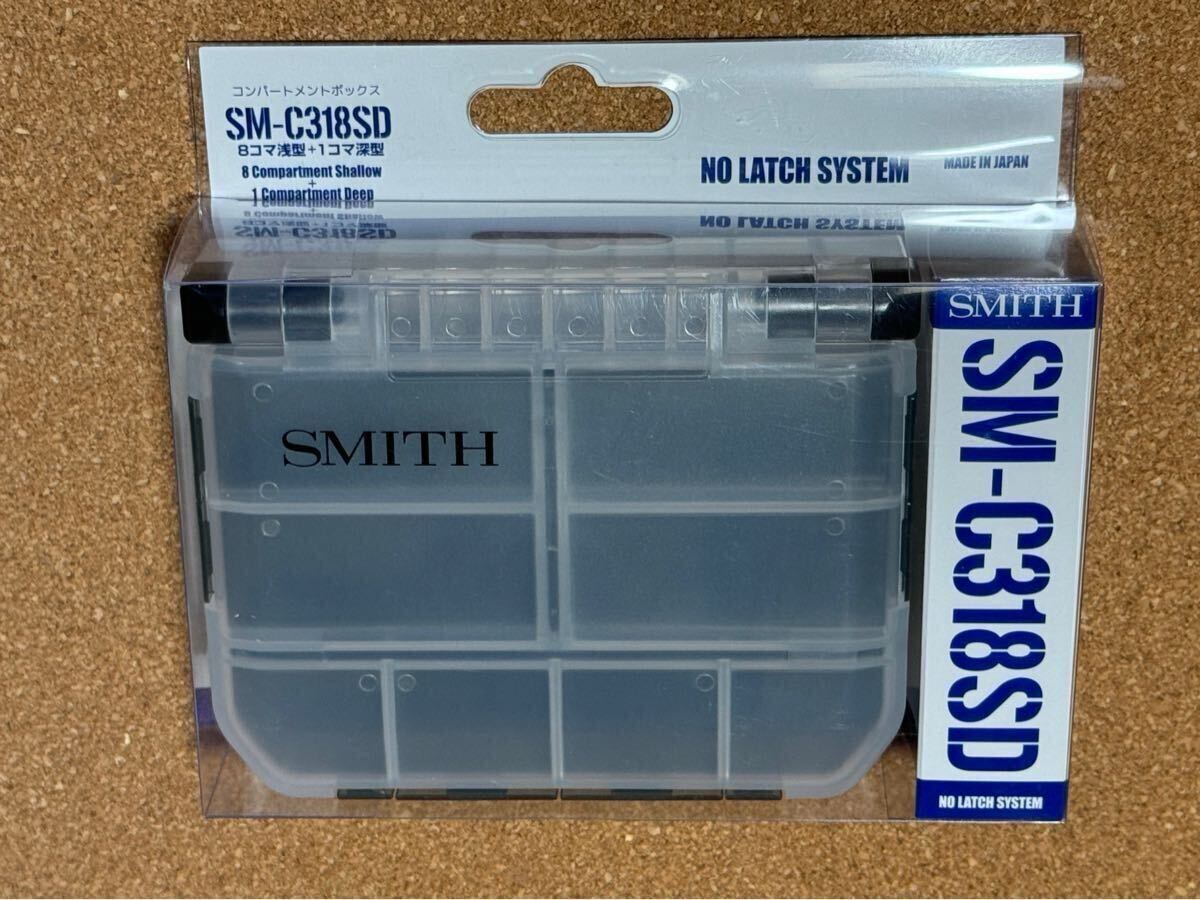 コンパートメントボックス
SM-C318SD
8コマ浅型+1コマ深型
8 Compartment Shallow
+
1 Compartment Deep
NO LATCH SYSTEM
MADE IN JAPAN
SMITH
SMITH
SM-C318SD
NO LATCH SYSTEM